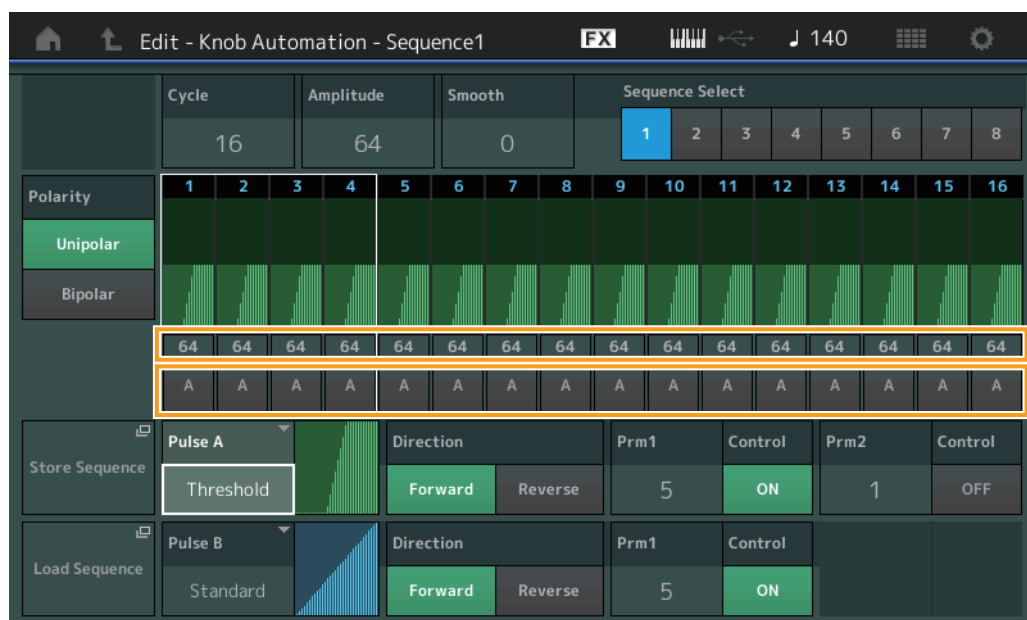 Edit - Knob Automation - Sequence1 FX ♩ 140
Cycle Amplitude Smooth Sequence Select
16 64 0 1 2 3 4 5 6 7 8
Polarity 1 2 3 4 5 6 7 8 9 10 11 12 13 14 15 16
Unipolar
Bipolar
64 64 64 64 64 64 64 64 64 64 64 64 64 64 64 64
A A A A A A A A A A A A A A A A
Store Sequence Pulse A Direction Prm1 Control Prm2 Control
Threshold Forward Reverse 5 ON 1 OFF
Load Sequence Pulse B Direction Prm1 Control
Standard Forward Reverse 5 ON